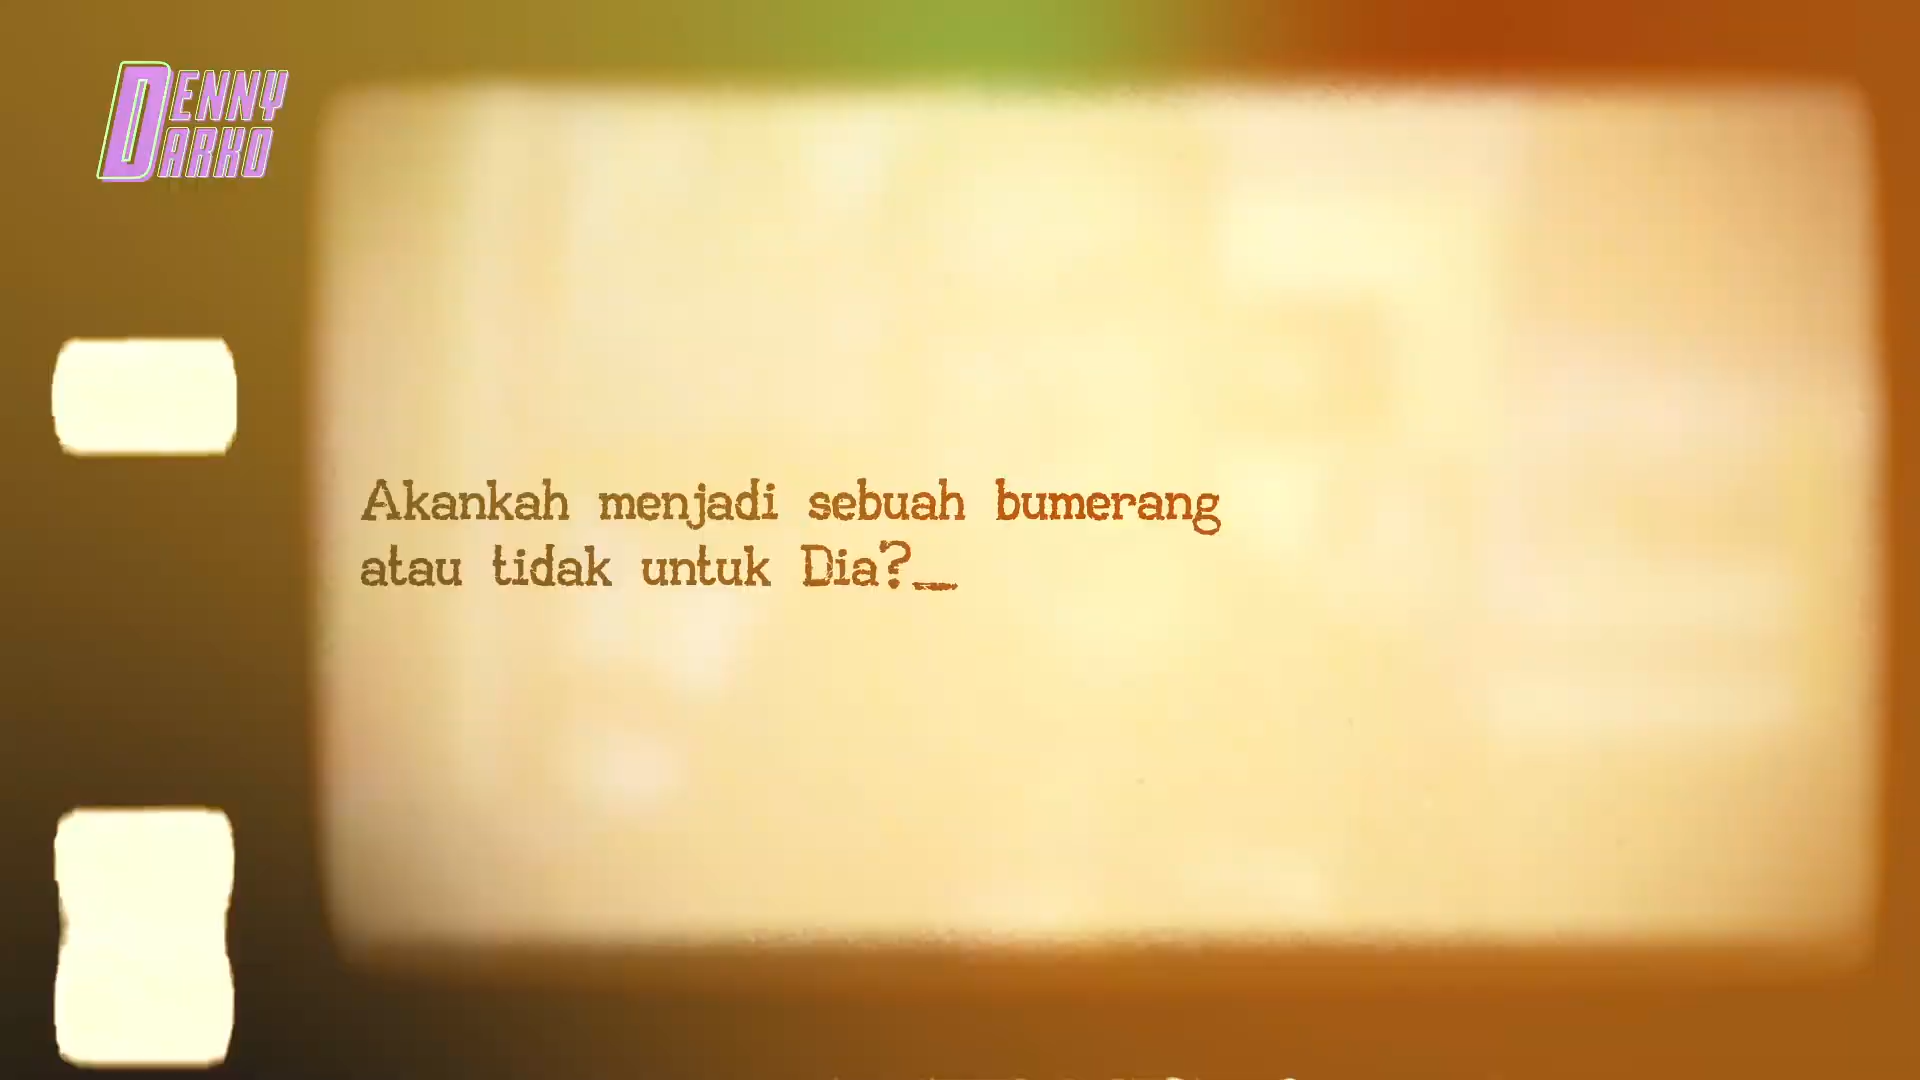 DENNY
DARKO
Akankah menjadi sebuah bumerang
atau tidak untuk Dia?_